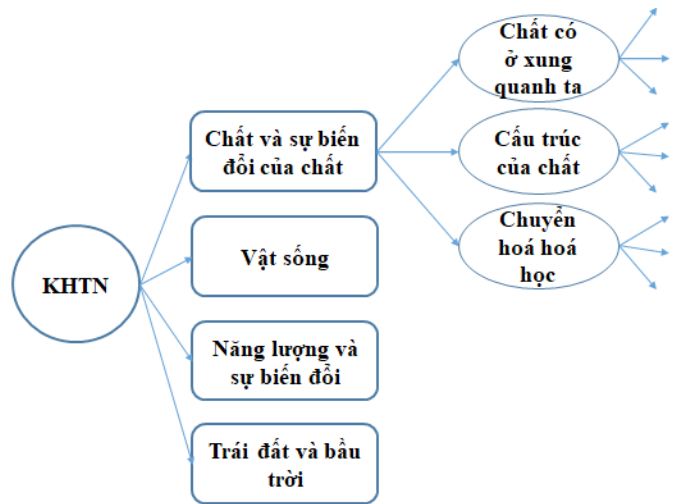 KHTN
Chất và sự biến
đổi của chất
Vật sống
Năng lượng và
sự biến đổi
Trái đất và bầu
trời
Chất có
ở xung
quanh ta
Cấu trúc
của chất
Chuyển
hoá hoá
học